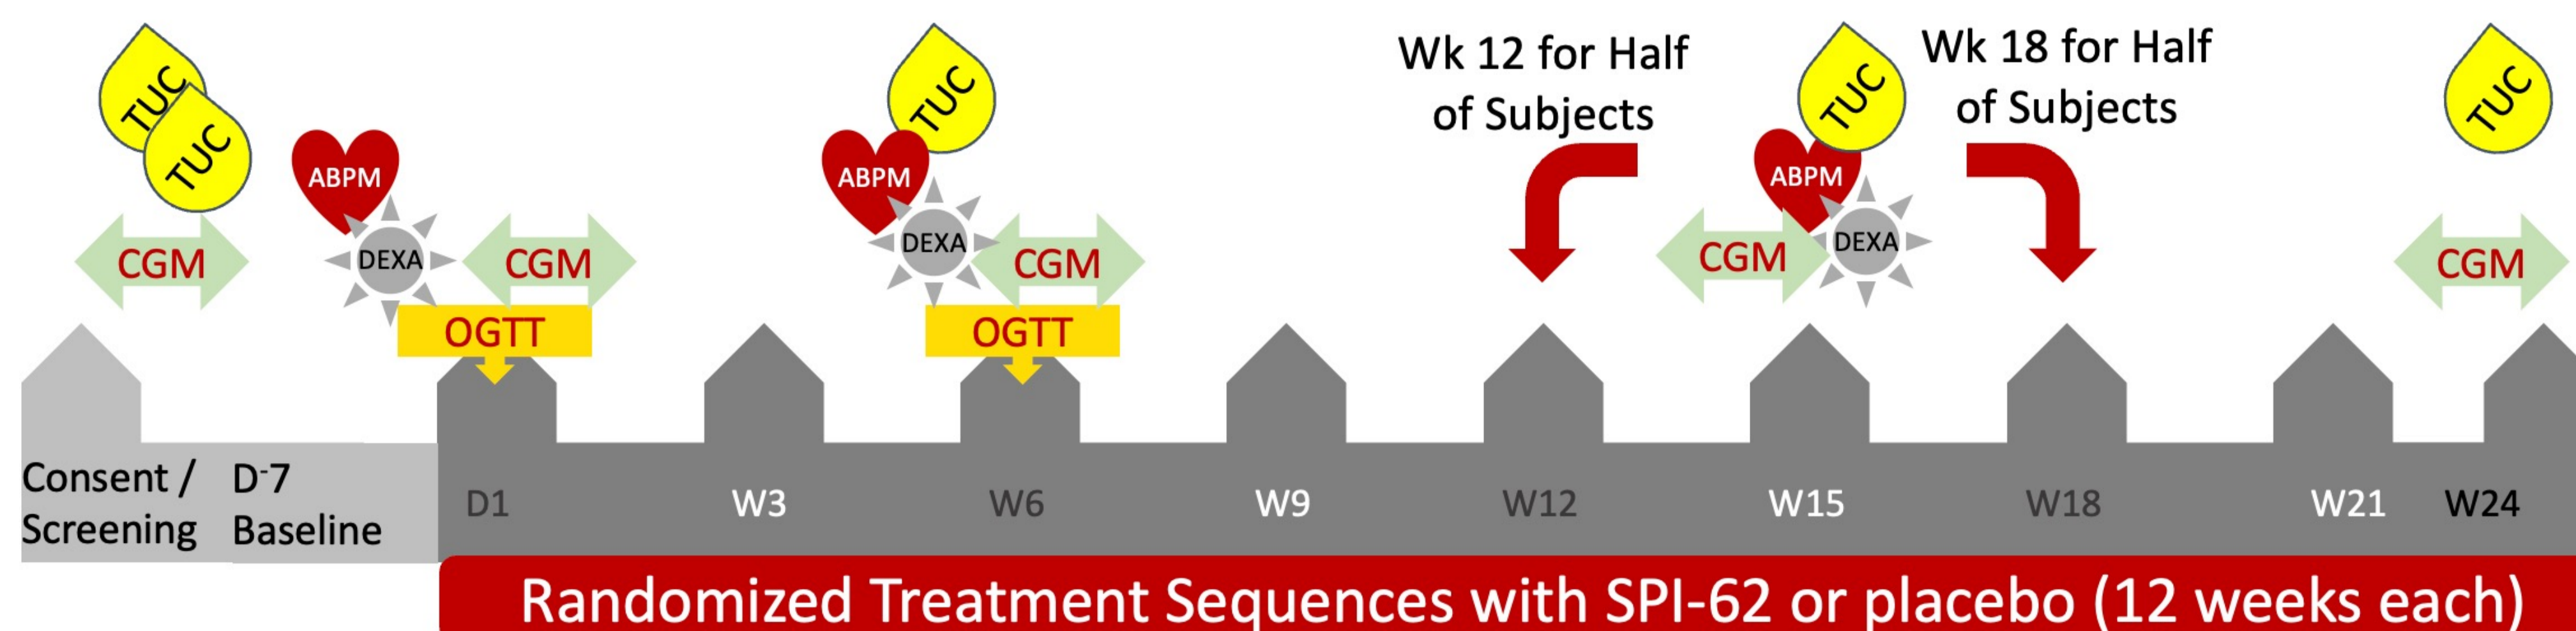 TUC
TUC
TUC
Wk 12 for Half
of Subjects
TUC
Wk 18 for Half
of Subjects
TUC
ABPM
ABPM
ABPM
CGM
DEXA
CGM
DEXA
CGM
CGM
DEXA
CGM
OGTT
OGTT
Consent /
Screening
D-7
Baseline
D1
W3
W6
W9
W12
W15
W18
W21
W24
Randomized Treatment Sequences with SPI-62 or placebo (12 weeks each)